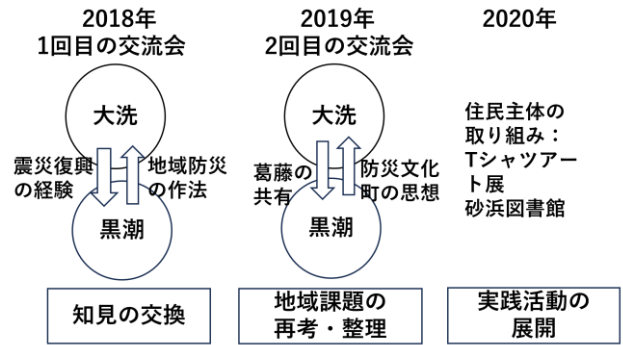 2018年
1回目の交流会
大洗
震災復興
の経験
地域防災
の作法
黒潮
知見の交換
2019年
2回目の交流会
大洗
葛藤の
共有
防災文化
町の思想
黒潮
地域課題の
再考・整理
2020年
住民主体の
取り組み：
Tシャツアー
ト展
砂浜図書館
実践活動の
展開